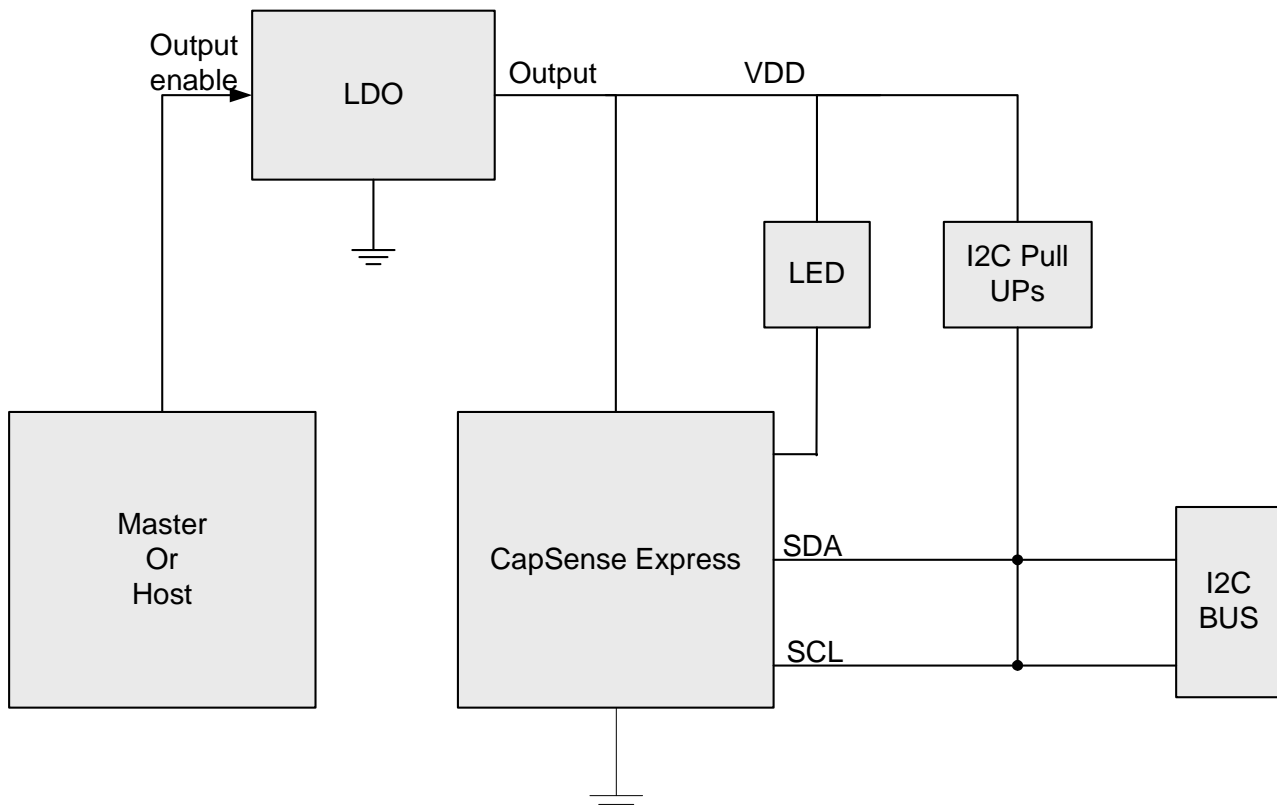 Output
enable
LDO
Output
VDD
LED
I2C Pull
UPs
Master
Or
Host
CapSense Express
SDA
SCL
I2C
BUS